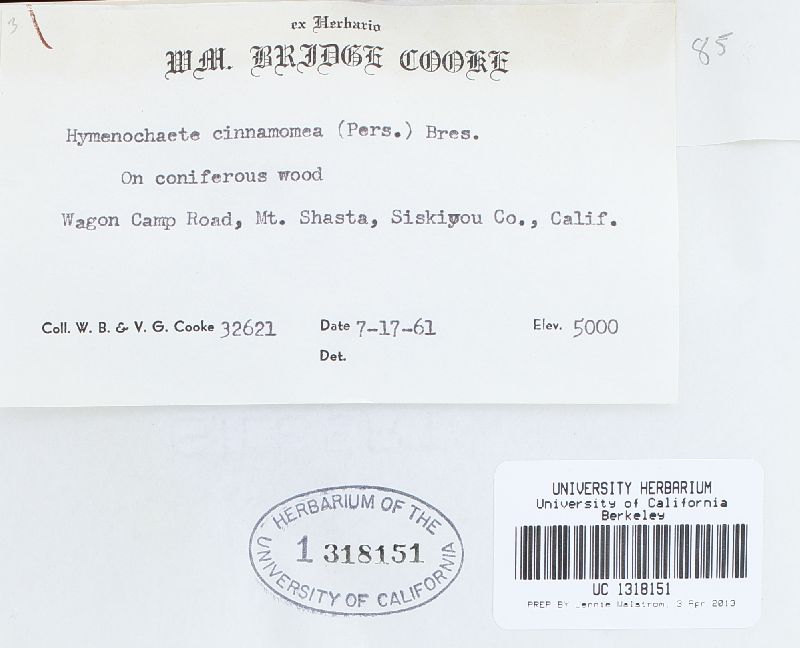 3
ex Herbario
WM. BRIDGE COOKE
85
Hymenochaete cinnamomea (Pers.) Bres.
On coniferous wood
Wagon Camp Road, Mt. Shasta, Siskiyou Co., Calif.
Coll. W. B. & V. G. Cooke 32621 Date 7-17-61 Elev. 5000
Det.
HERBARIUM OF THE
1 318151
UNIVERSITY OF CALIFORNIA
UNIVERSITY HERBARIUM
University of California
Berkeley
UC 1318151
PREP BY Jennie Walstrom, 3 Apr 2013